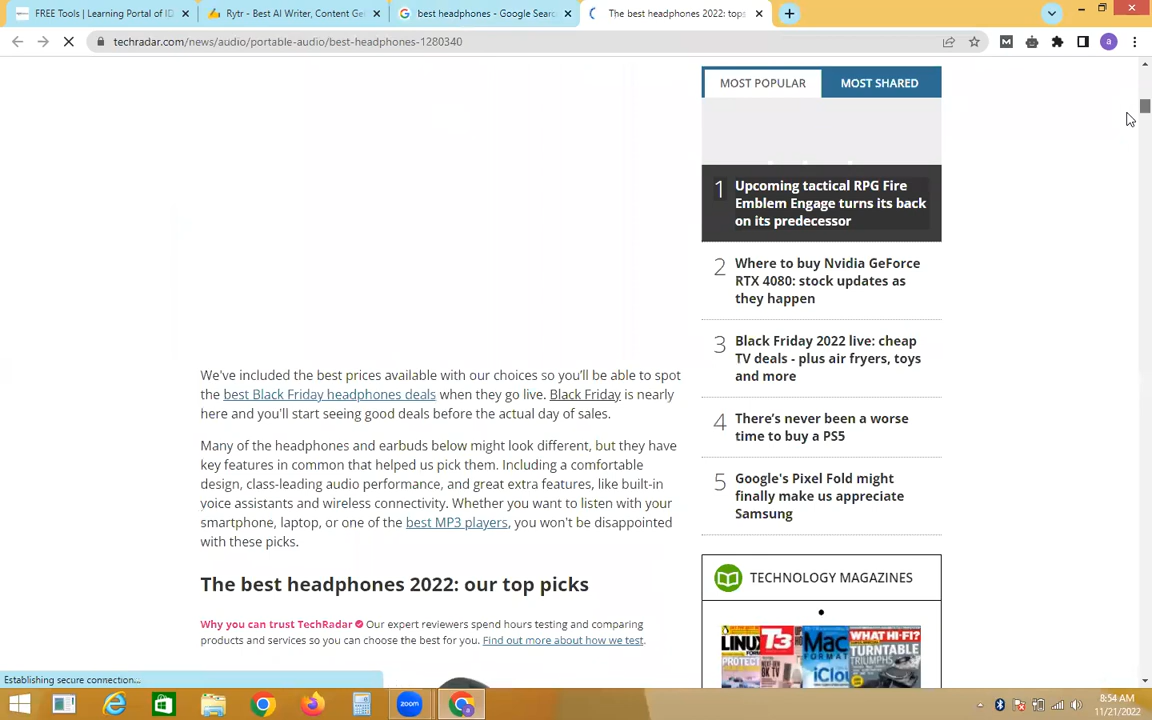 FREE Tools | Learning Portal of ID
Rytr - Best AI Writer, Content Ge
best headphones - Google Searc
The best headphones 2022: tops
techradar.com/news/audio/portable-audio/best-headphones-1280340
M
a
MOST POPULAR
MOST SHARED
1
Upcoming tactical RPG Fire
Emblem Engage turns its back
on its predecessor
2
Where to buy Nvidia GeForce
RTX 4080: stock updates as
they happen
3
Black Friday 2022 live: cheap
TV deals - plus air fryers, toys
and more
4
There's never been a worse
time to buy a PS5
5
Google's Pixel Fold might
finally make us appreciate
Samsung
We've included the best prices available with our choices so you'll be able to spot
the best Black Friday headphones deals when they go live. Black Friday is nearly
here and you'll start seeing good deals before the actual day of sales.
Many of the headphones and earbuds below might look different, but they have
key features in common that helped us pick them. Including a comfortable
design, class-leading audio performance, and great extra features, like built-in
voice assistants and wireless connectivity. Whether you want to listen with your
smartphone, laptop, or one of the best MP3 players, you won't be disappointed
with these picks.
The best headphones 2022: our top picks
Why you can trust TechRadar Our expert reviewers spend hours testing and comparing
products and services so you can choose the best for you. Find out more about how we test.
TECHNOLOGY MAGAZINES
LINU
T3
Mac
FORMAT
iClou
WHAT HI-FI?
TURNTABLE
TRIUMPHS
Establishing secure connection...
zoom
a
8:54 AM
11/21/2022